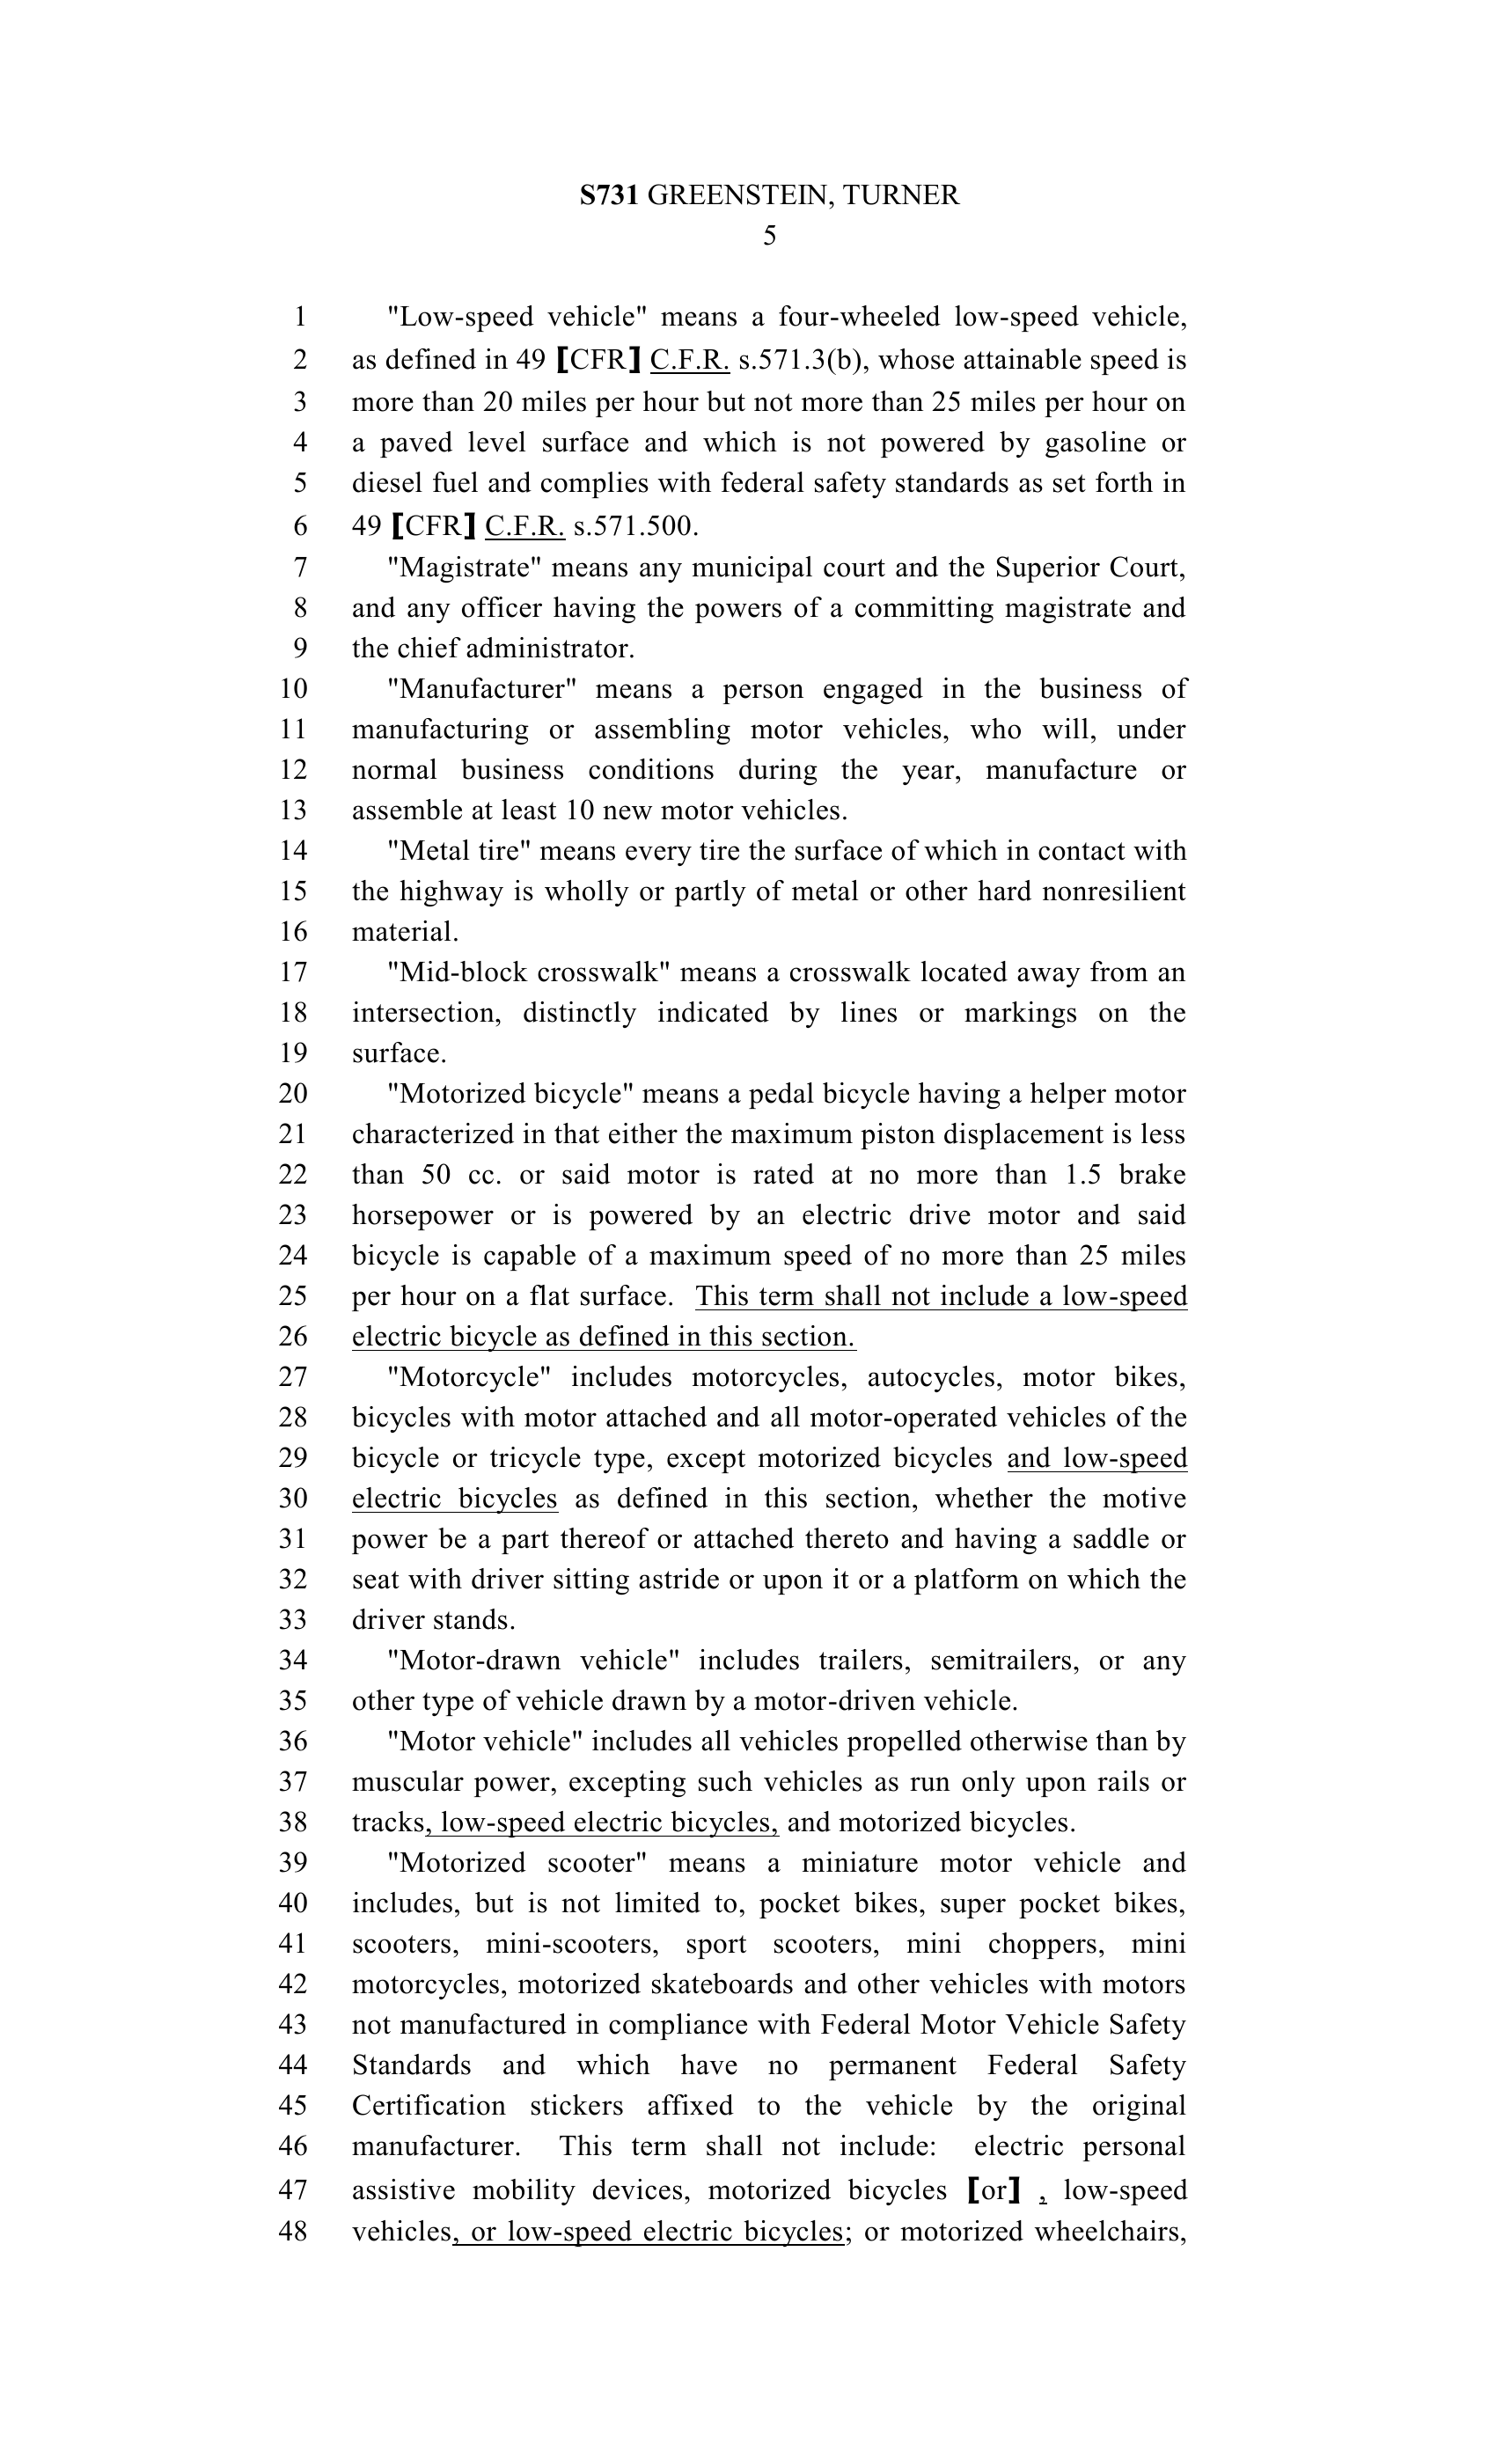 S731 GREENSTEIN, TURNER
5
1 "Low-speed vehicle" means a four-wheeled low-speed vehicle,
2 as defined in 49 [CFR] C.F.R. s.571.3(b), whose attainable speed is
3 more than 20 miles per hour but not more than 25 miles per hour on
4 a paved level surface and which is not powered by gasoline or
5 diesel fuel and complies with federal safety standards as set forth in
6 49 [CFR] C.F.R. s.571.500.
7 "Magistrate" means any municipal court and the Superior Court,
8 and any officer having the powers of a committing magistrate and
9 the chief administrator.
10 "Manufacturer" means a person engaged in the business of
11 manufacturing or assembling motor vehicles, who will, under
12 normal business conditions during the year, manufacture or
13 assemble at least 10 new motor vehicles.
14 "Metal tire" means every tire the surface of which in contact with
15 the highway is wholly or partly of metal or other hard nonresilient
16 material.
17 "Mid-block crosswalk" means a crosswalk located away from an
18 intersection, distinctly indicated by lines or markings on the
19 surface.
20 "Motorized bicycle" means a pedal bicycle having a helper motor
21 characterized in that either the maximum piston displacement is less
22 than 50 cc. or said motor is rated at no more than 1.5 brake
23 horsepower or is powered by an electric drive motor and said
24 bicycle is capable of a maximum speed of no more than 25 miles
25 per hour on a flat surface. This term shall not include a low-speed
26 electric bicycle as defined in this section.
27 "Motorcycle" includes motorcycles, autocycles, motor bikes,
28 bicycles with motor attached and all motor-operated vehicles of the
29 bicycle or tricycle type, except motorized bicycles and low-speed
30 electric bicycles as defined in this section, whether the motive
31 power be a part thereof or attached thereto and having a saddle or
32 seat with driver sitting astride or upon it or a platform on which the
33 driver stands.
34 "Motor-drawn vehicle" includes trailers, semitrailers, or any
35 other type of vehicle drawn by a motor-driven vehicle.
36 "Motor vehicle" includes all vehicles propelled otherwise than by
37 muscular power, excepting such vehicles as run only upon rails or
38 tracks, low-speed electric bicycles, and motorized bicycles.
39 "Motorized scooter" means a miniature motor vehicle and
40 includes, but is not limited to, pocket bikes, super pocket bikes,
41 scooters, mini-scooters, sport scooters, mini choppers, mini
42 motorcycles, motorized skateboards and other vehicles with motors
43 not manufactured in compliance with Federal Motor Vehicle Safety
44 Standards and which have no permanent Federal Safety
45 Certification stickers affixed to the vehicle by the original
46 manufacturer. This term shall not include: electric personal
47 assistive mobility devices, motorized bicycles [or] , low-speed
48 vehicles, or low-speed electric bicycles; or motorized wheelchairs,